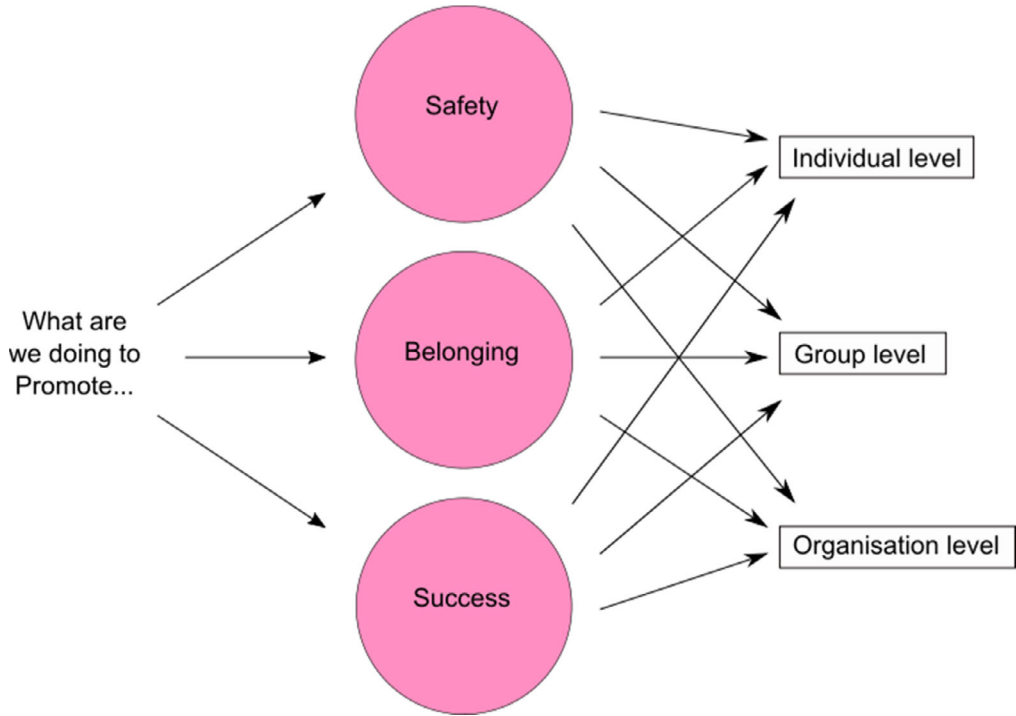 What are
we doing to
Promote...
Safety
Belonging
Success
Individual level
Group level
Organisation level